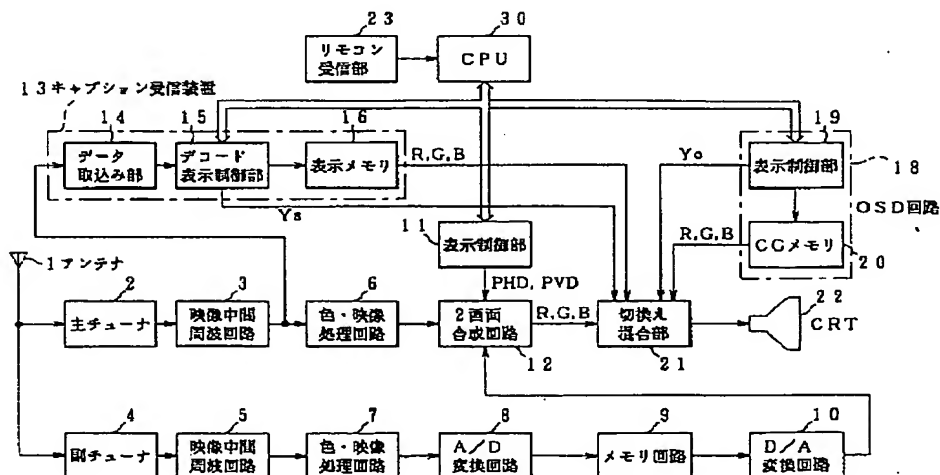 23
リモコン
受信部
30
CPU
13キャプション受信装置
14
データ
取込み部
15
デコード
表示制御部
16
表示メモリ
R,G,B
Ys
19
表示制御部
Yo
18
OSD回路
CGメモリ
20
R,G,B
11
表示制御部
PHD, PVD
1アンテナ
2
主チューナ
3
映像中間
周波回路
6
色・映像
処理回路
2画面
合成回路
12
R,G,B
切換え
混合部
21
22
CRT
4
副チューナ
5
映像中間
周波回路
7
色・映像
処理回路
8
A/D
変換回路
9
メモリ回路
10
D/A
変換回路